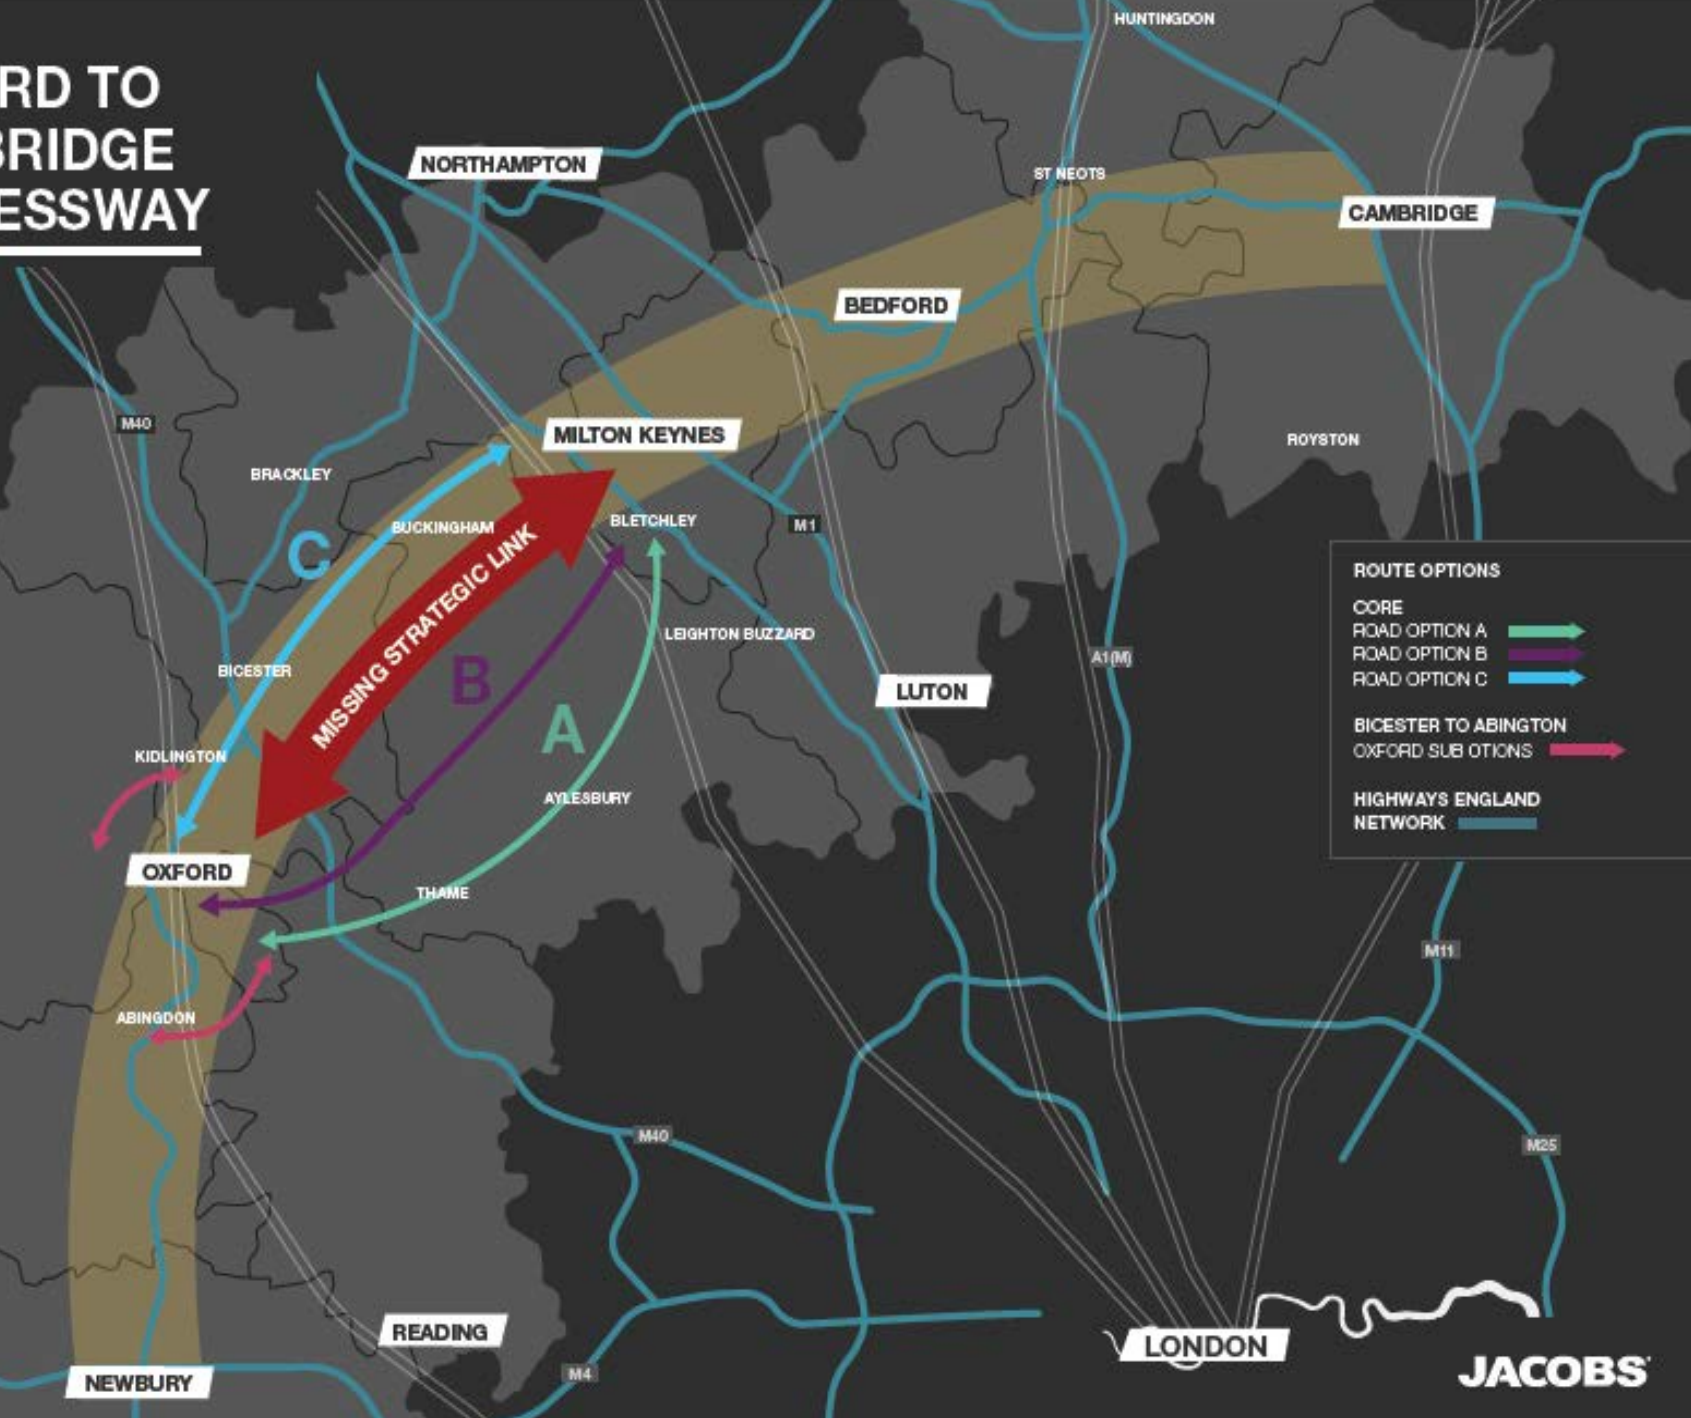 RD TO
BRIDGE
ESSWAY
HUNTINGDON
NORTHAMPTON
ST NEOTS
CAMBRIDGE
BEDFORD
M40
MILTON KEYNES
ROYSTON
BRACKLEY
BUCKINGHAM
BLETCHLEY
M1
C
MISSING STRATEGIC LINK
LEIGHTON BUZZARD
A1(M)
BICESTER
B
LUTON
A
KIDLINGTON
AYLESBURY
OXFORD
THAME
ABINGDON
ROUTE OPTIONS
CORE
ROAD OPTION A
ROAD OPTION B
ROAD OPTION C
BICESTER TO ABINGTON
OXFORD SUB OTIONS
HIGHWAYS ENGLAND
NETWORK
M11
M40
M25
READING
LONDON
NEWBURY
M4
JACOBS